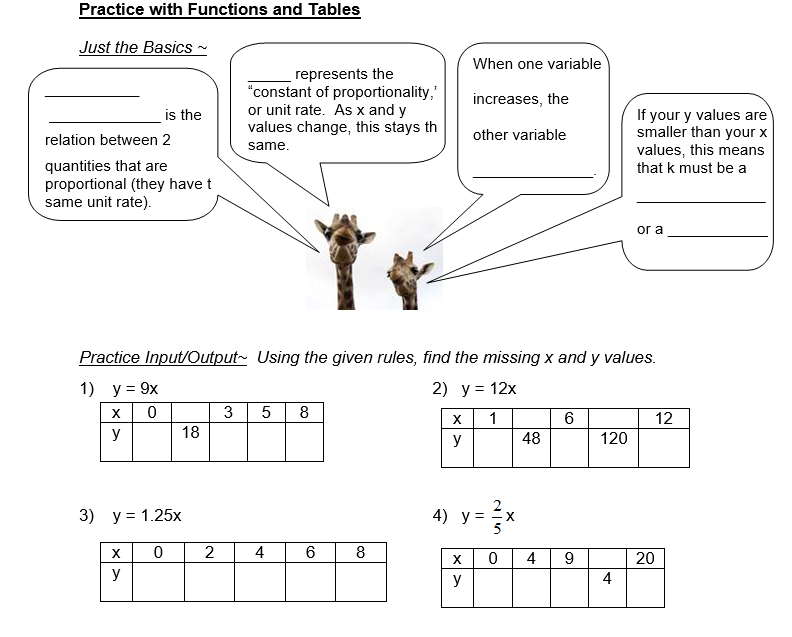 Practice with Functions and Tables
Just the Basics ~
____________
______________ is the
relation between 2
quantities that are
proportional (they have t
same unit rate).
_____ represents the
“constant of proportionality,’
or unit rate. As x and y
values change, this stays th
same.
When one variable
increases, the
other variable
_______________.
If your y values are
smaller than your x
values, this means
that k must be a
________________
or a ____________
Practice Input/Output~ Using the given rules, find the missing x and y values.
1) y = 9x
x 0 3 5 8
y 18
2) y = 12x
x 1 6 12
y 48 120
3) y = 1.25x
x 0 2 4 6 8
y
4) y = 2/5 x
x 0 4 9 20
y 4